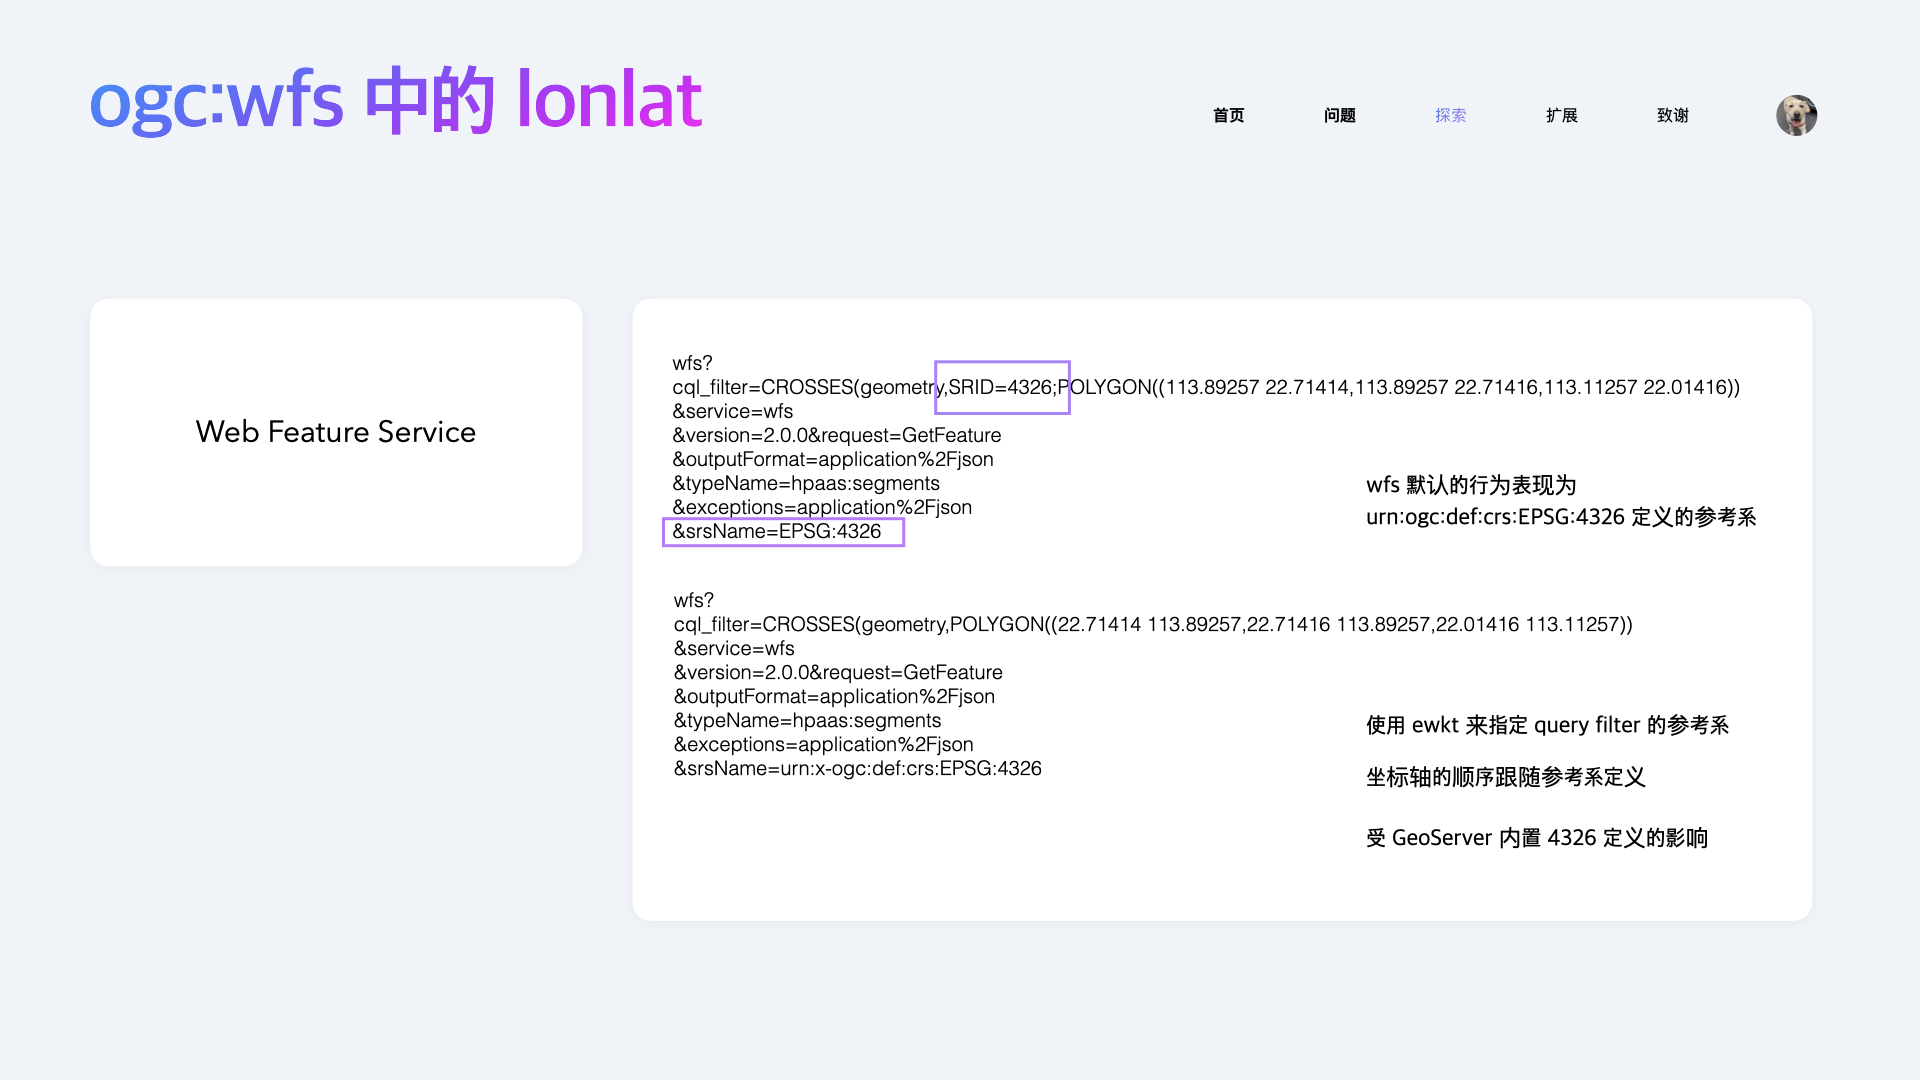 ogc:wfs 中的 lonlat
首页 问题 探索 扩展 致谢
Web Feature Service
wfs?
cql_filter=CROSSES(geometry,SRID=4326;POLYGON((113.89257 22.71414,113.89257 22.71416,113.11257 22.01416))
&service=wfs
&version=2.0.0&request=GetFeature
&outputFormat=application%2Fjson
&typeName=hpaas:segments
&exceptions=application%2Fjson
&srsName=EPSG:4326
wfs?
cql_filter=CROSSES(geometry,POLYGON((22.71414 113.89257,22.71416 113.89257,22.01416 113.11257))
&service=wfs
&version=2.0.0&request=GetFeature
&outputFormat=application%2Fjson
&typeName=hpaas:segments
&exceptions=application%2Fjson
&srsName=urn:x-ogc:def:crs:EPSG:4326
wfs 默认的行为表现为
urn:ogc:def:crs:EPSG:4326 定义的参考系
使用 ewkt 来指定 query filter 的参考系
坐标轴的顺序跟随参考系定义
受 GeoServer 内置 4326 定义的影响